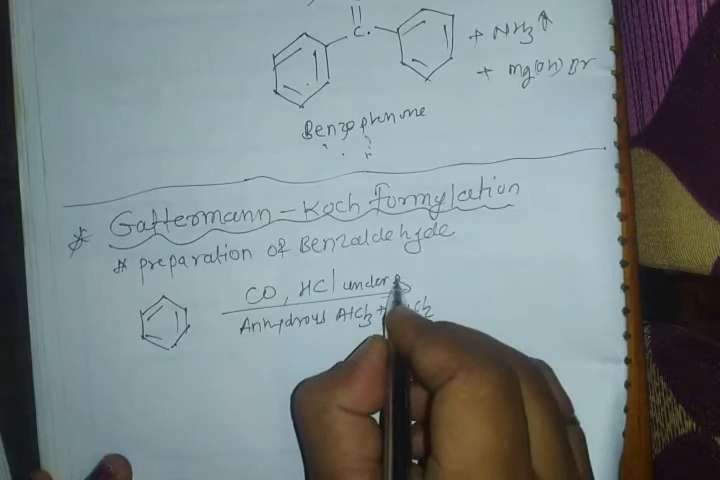 O
C.
+ NH3 ↑
+ mg(OH) Br
Benzophenone
* Gattermann - Koch Formylation
* preparation of Benzaldehyde
CO, HCl under
Anhydrous AlCl3 +